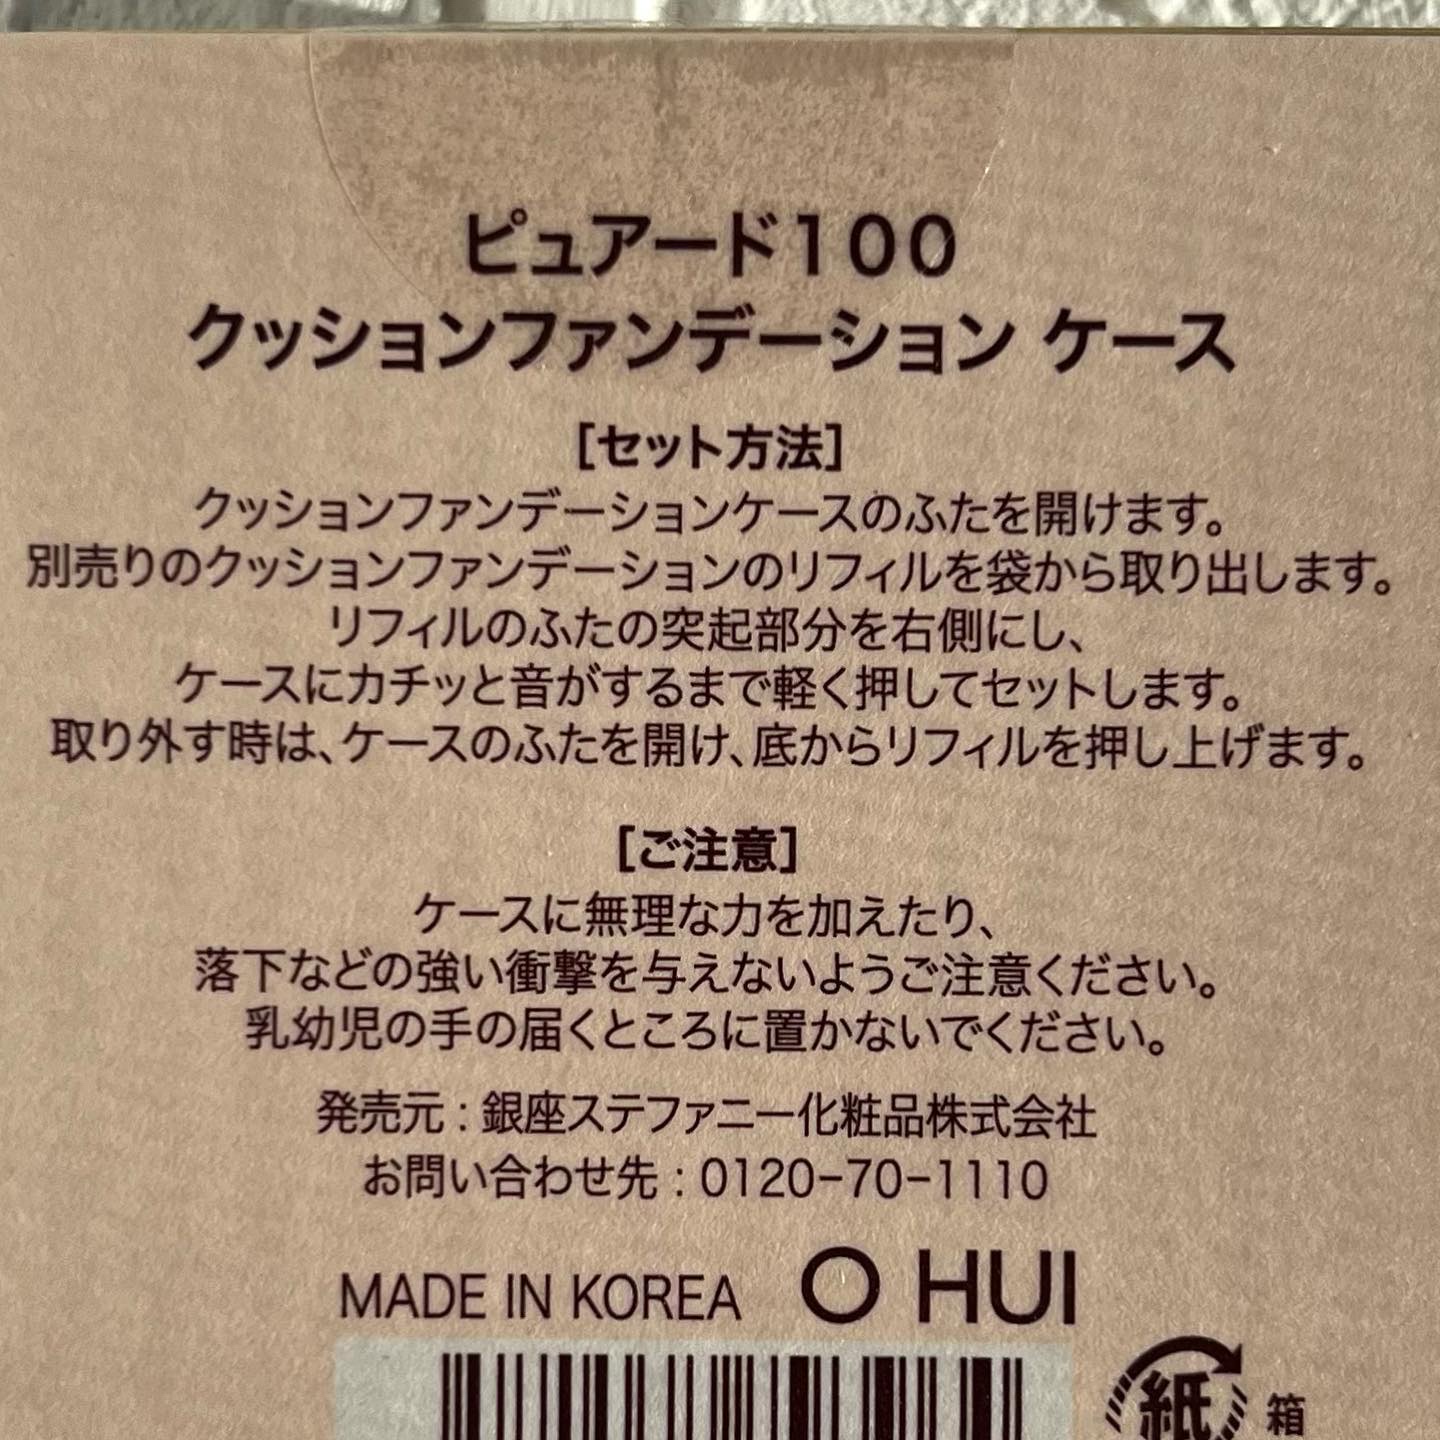 ピュアード100
クッションファンデーション ケース
[セット方法]
クッションファンデーションケースのふたを開けます。
別売りのクッションファンデーションのリフィルを袋から取り出します。
リフィルのふたの突起部分を右側にし、
ケースにカチッと音がするまで軽く押してセットします。
取り外す時は、ケースのふたを開け、底からリフィルを押し上げます。
[ご注意]
ケースに無理な力を加えたり、
落下などの強い衝撃を与えないようご注意ください。
乳幼児の手の届くところに置かないでください。
発売元 : 銀座ステファニー化粧品株式会社
お問い合わせ先 : 0120-70-1110
MADE IN KOREA O HUI
紙 箱